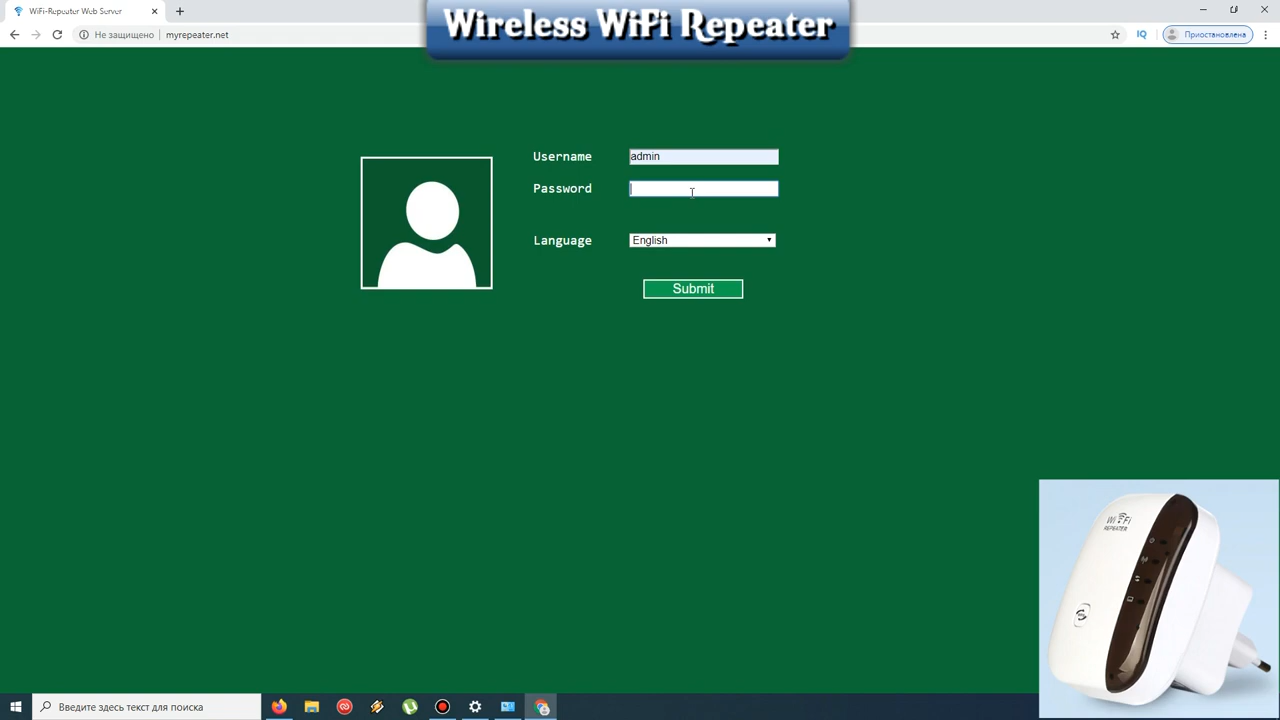 WiFi-Repeater Web Server
Не защищено
myrepeater.net
IQ
Приостановлена
Wireless WiFi Repeater
Username
admin
Password
Language
English
Submit
WiFi
REPEATER
Введите здесь текст для поиска